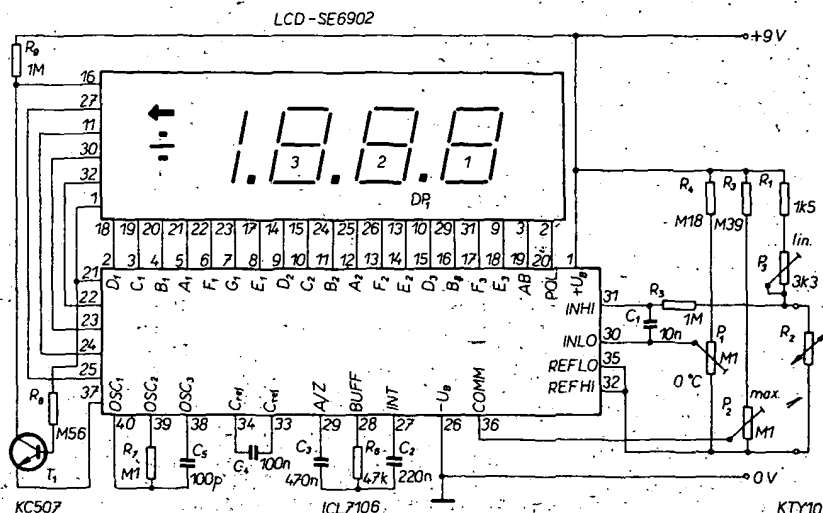 LCD-SE6902
+9V
R9
1M
16
27
11
30
32
1
1. 8. 8. 8
3 2 1
DP1
18 19 20 21 22 23 17 14 15 24 25 26 13 10 29 31 9 3 2
2 3 4 5 6 7 8 9 10 11 12 13 14 15 16 17 18 19 20 1
D1 C1 B1 A1 F1 G1 E1 D2 C2 B2 A2 F2 E2 D3 B3 F3 E3 AB POL +UB
21
22
23
24
25
37
R8
M56
T1
KC507
OSC1 OSC2 OSC3 Cref Cref A/Z BUFF INT -UB COMM
40 39 38 34 33 29 28 27 26 36
R7
M1
C5
100p
C4
100n
C3
470n
R6
47k
C2
220n
ICL7106
INHI
INLO
REFLO
REFHI
31
30
35
32
R3
1M
C1
10n
R4
M18
R3
M39
R1
1k5
lin.
P3
3k3
P1
M1
0°C
R2
max.
P2
M1
0V
KTY10